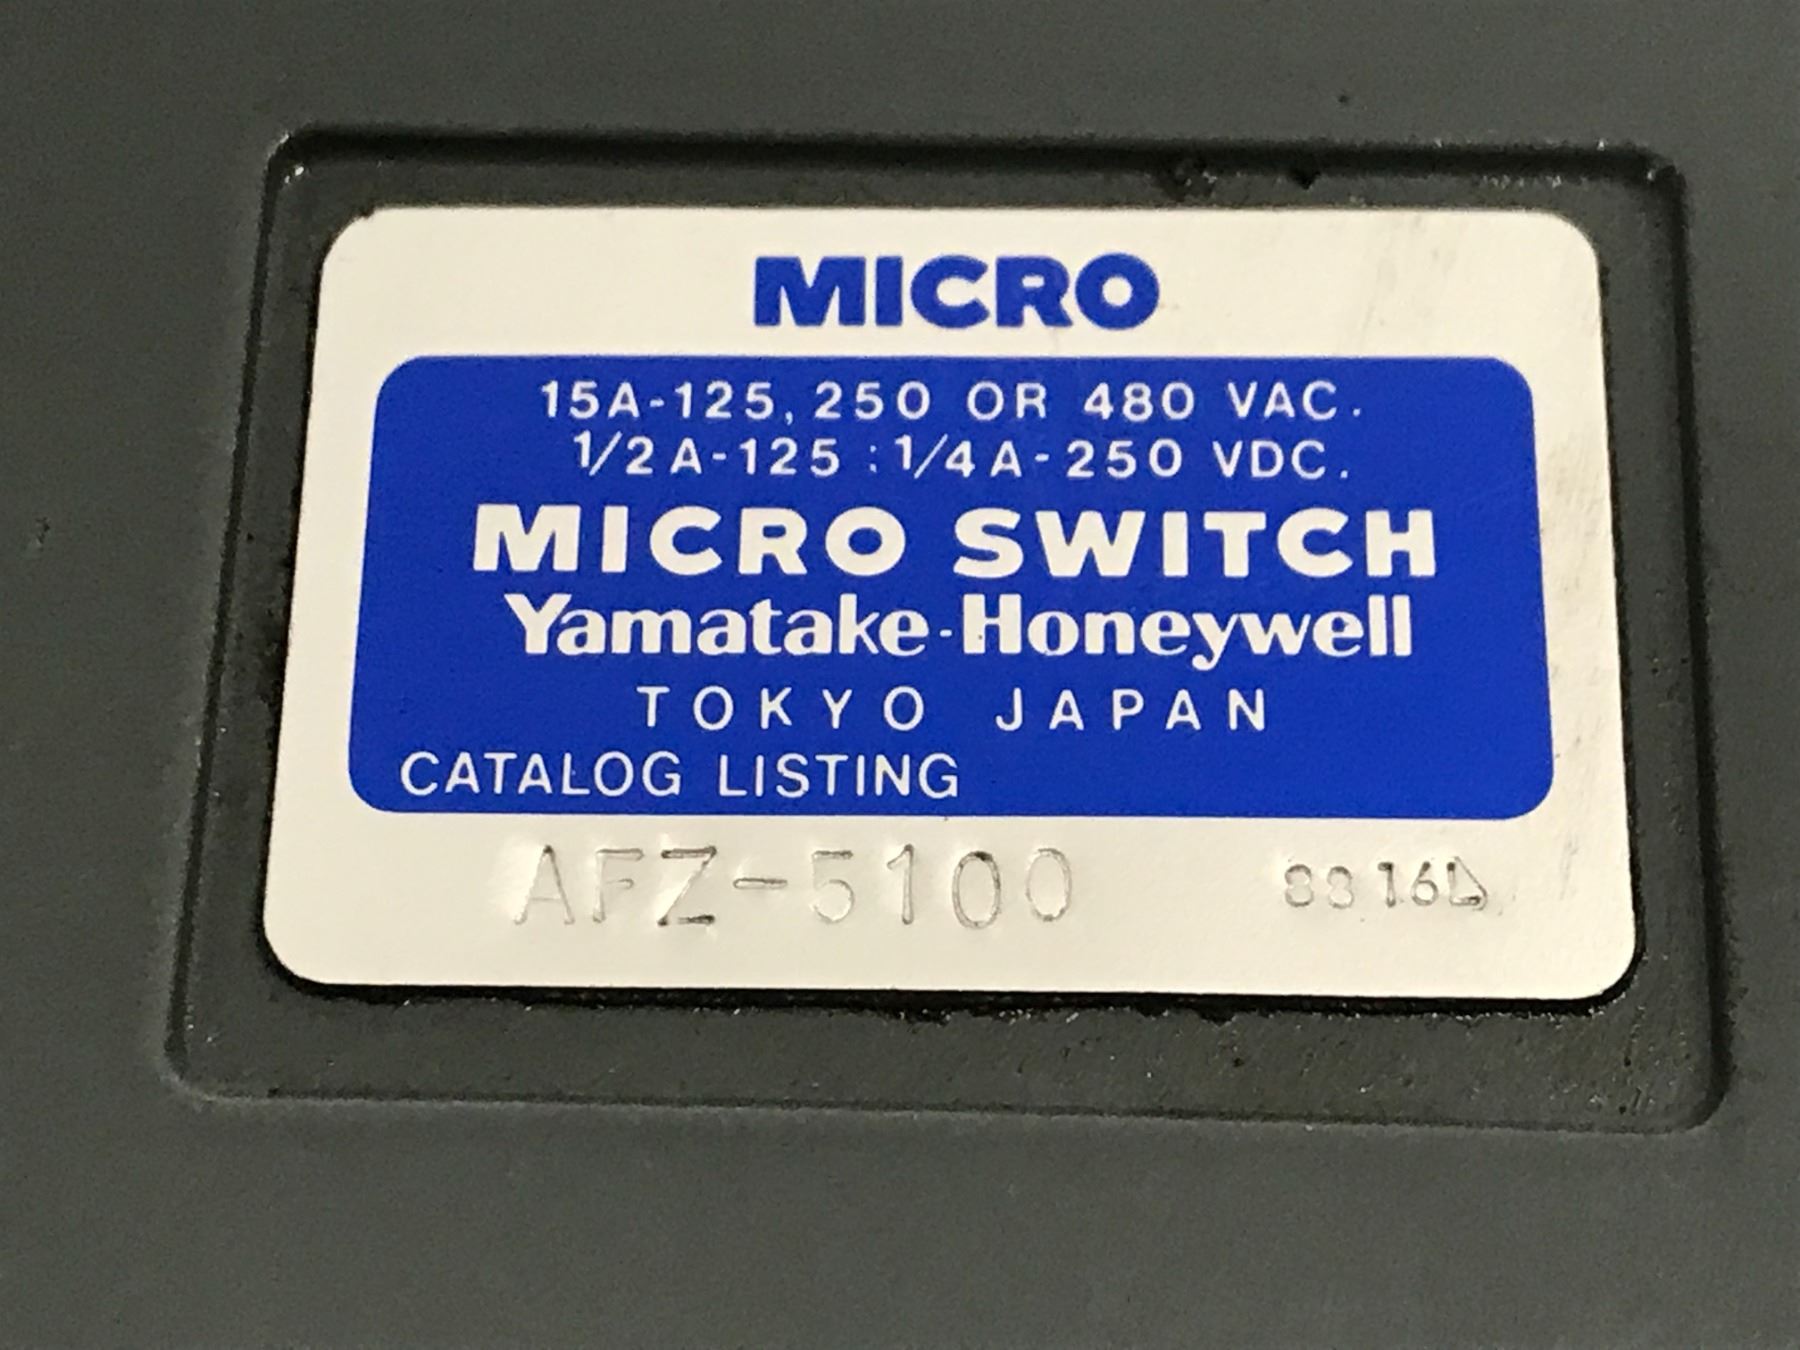 MICRO
15A-125, 250 OR 480 VAC.
1/2 A-125 : 1/4 A-250 VDC.
MICRO SWITCH
Yamatake-Honeywell
TOKYO JAPAN
CATALOG LISTING
AFZ-5100